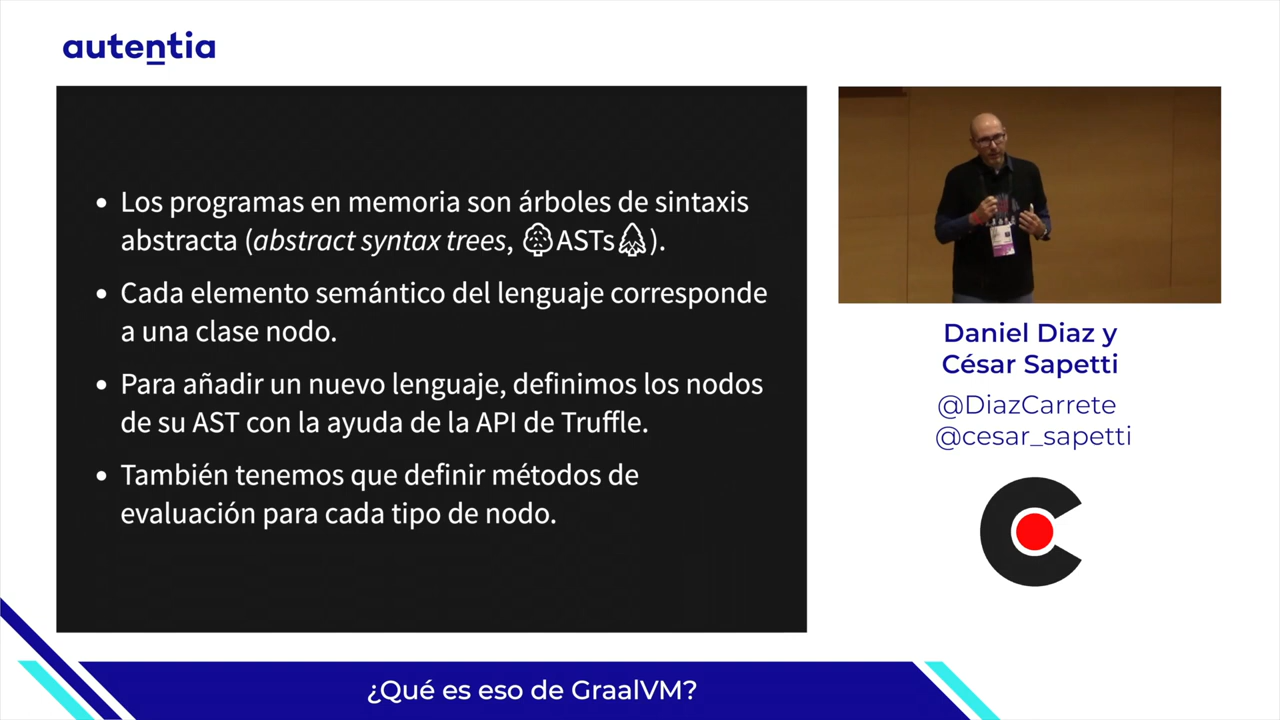 autentia
• Los programas en memoria son árboles de sintaxis
abstracta (abstract syntax trees, ASTs).
• Cada elemento semántico del lenguaje corresponde
a una clase nodo.
• Para añadir un nuevo lenguaje, definimos los nodos
de su AST con la ayuda de la API de Truffle.
• También tenemos que definir métodos de
evaluación para cada tipo de nodo.
Daniel Diaz y
César Sapetti
@DiazCarrete
@cesar_sapetti
¿Qué es eso de GraalVM?